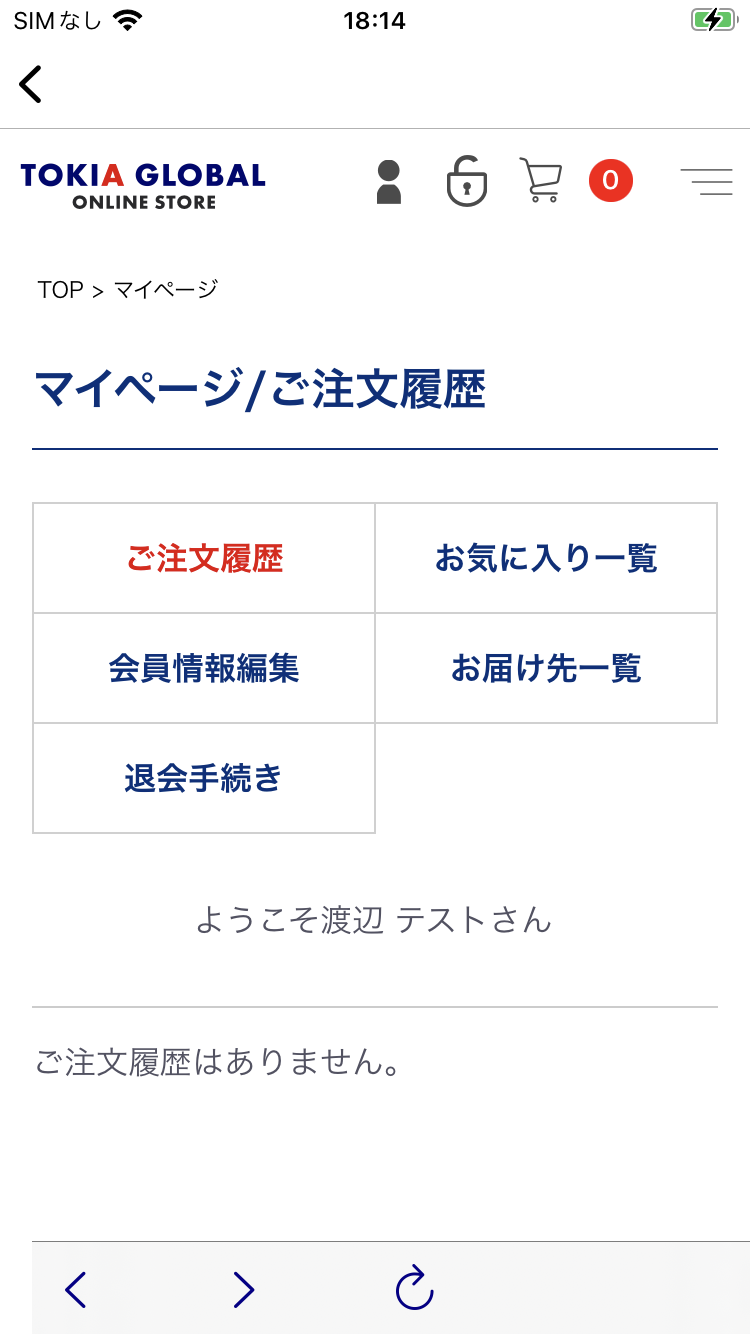 SIMなし 18:14
TOKIA GLOBAL
ONLINE STORE
0
TOP > マイページ
マイページ/ご注文履歴
ご注文履歴 お気に入り一覧
会員情報編集 お届け先一覧
退会手続き
ようこそ渡辺 テストさん
ご注文履歴はありません。